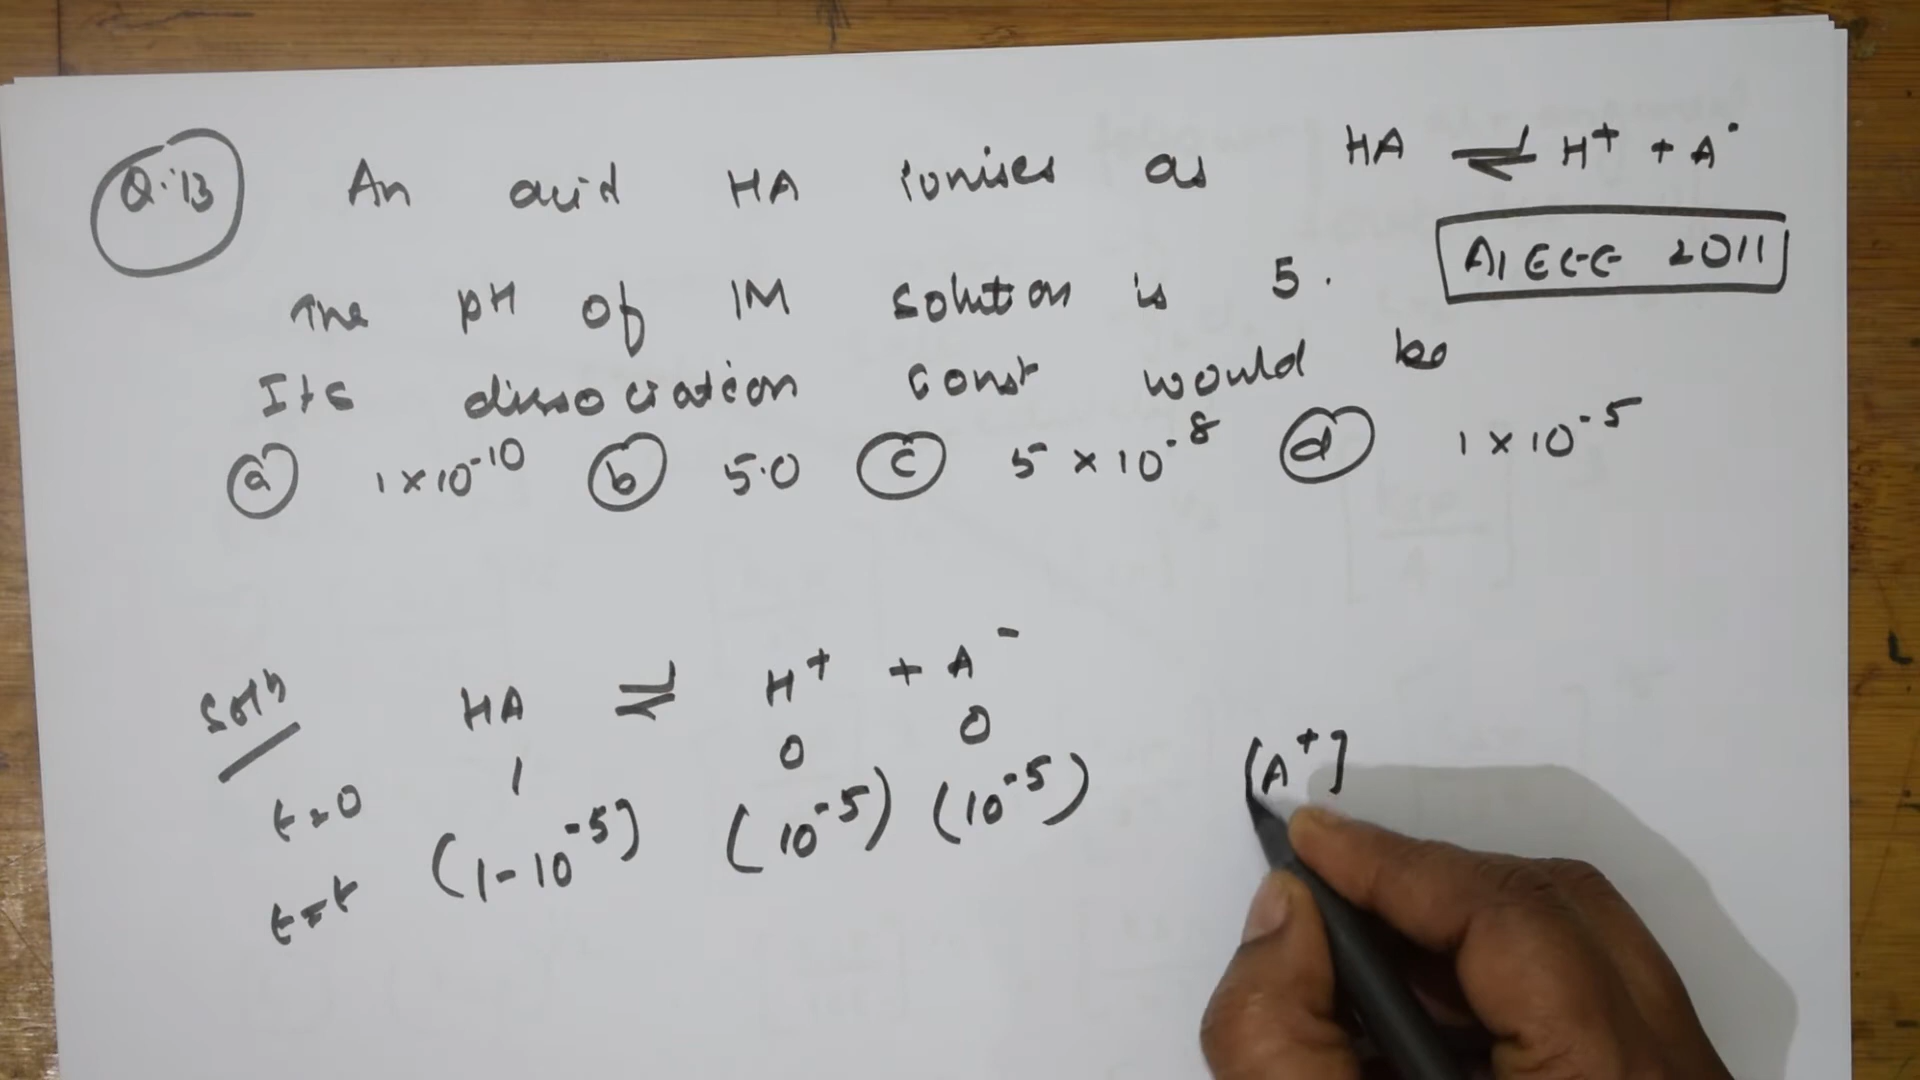 Q.13 An acid HA ionises as HA ⇌ H⁺ + A⁻
The pH of 1M solution is 5.
AIEEE 2011
Its dissociation const would be
(a) 1 × 10⁻¹⁰ (b) 5.0 (c) 5 × 10⁻⁸ (d) 1 × 10⁻⁵
Soln HA ⇌ H⁺ + A⁻
t=0 1 0 0
t=t (1-10⁻⁵) (10⁻⁵) (10⁻⁵)
[A⁺]